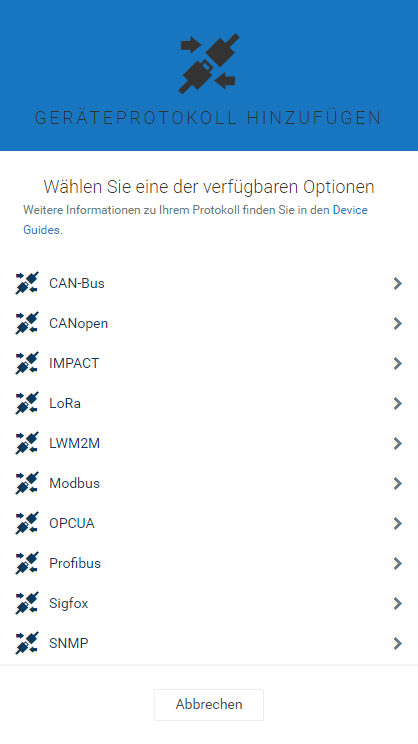 GERÄTEPROTOKOLL HINZUFÜGEN
Wählen Sie eine der verfügbaren Optionen
Weitere Informationen zu Ihrem Protokoll finden Sie in den Device
Guides.
CAN-Bus
CANopen
IMPACT
LoRa
LWM2M
Modbus
OPCUA
Profibus
Sigfox
SNMP
Abbrechen